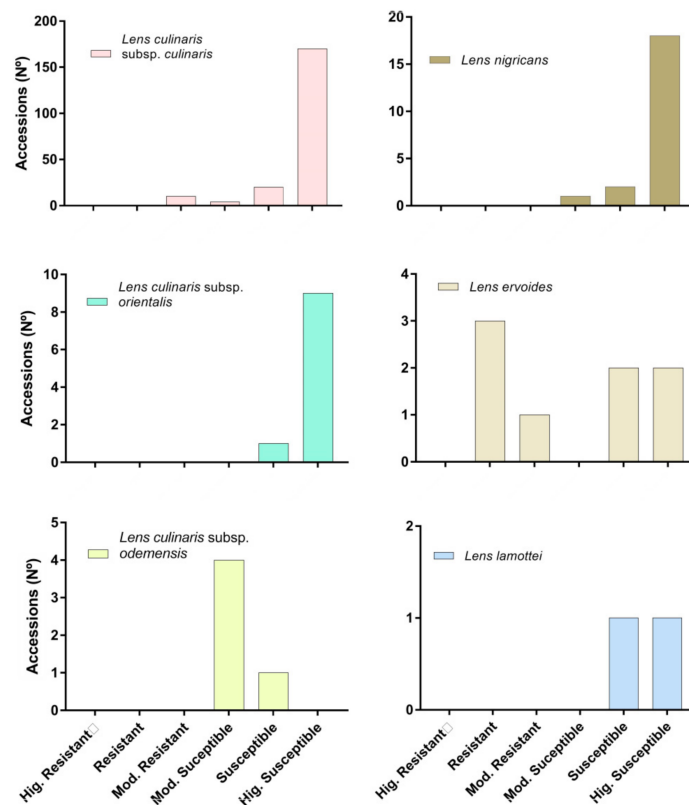 Lens culinaris
subsp. culinaris
Accessions (Nº)
200
150
100
50
0
Lens nigricans
20
15
10
5
0
Lens culinaris subsp.
orientalis
Accessions (Nº)
10
8
6
4
2
0
Lens ervoides
4
3
2
1
0
Lens culinaris subsp.
odemensis
Accessions (Nº)
5
4
3
2
1
0
Hig. Resistant
Resistant
Mod. Resistant
Mod. Suceptible
Susceptible
Hig. Susceptible
Lens lamottei
2
1
0
Hig. Resistant
Resistant
Mod. Resistant
Mod. Suceptible
Susceptible
Hig. Susceptible